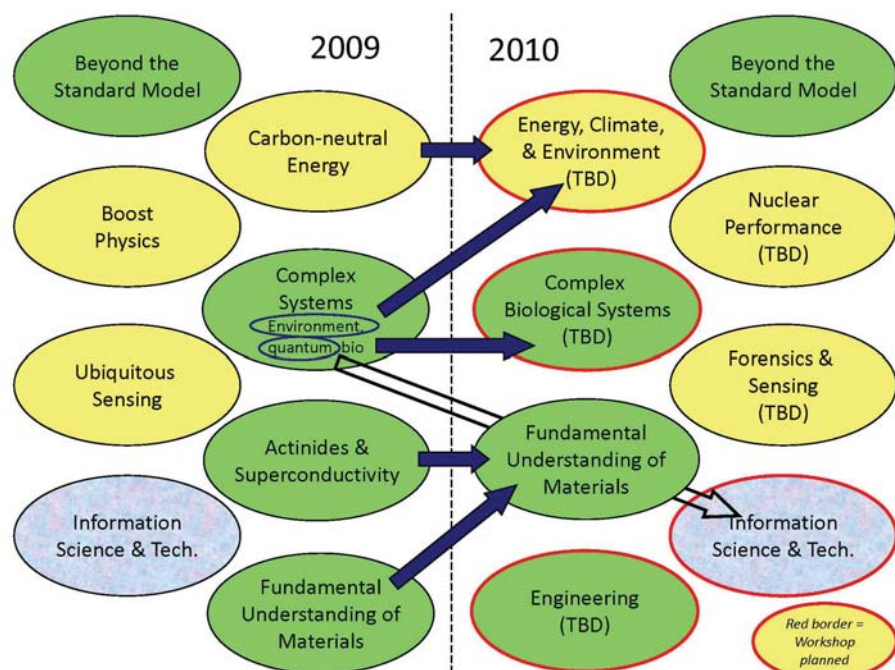 2009
2010
Beyond the
Standard Model
Carbon-neutral
Energy
Boost
Physics
Complex
Systems
Environment,
quantum bio
Ubiquitous
Sensing
Actinides &
Superconductivity
Information
Science & Tech.
Fundamental
Understanding of
Materials
Energy, Climate,
& Environment
(TBD)
Beyond the
Standard Model
Nuclear
Performance
(TBD)
Complex
Biological Systems
(TBD)
Forensics &
Sensing
(TBD)
Fundamental
Understanding of
Materials
Information
Science & Tech.
Engineering
(TBD)
Red border =
Workshop
planned